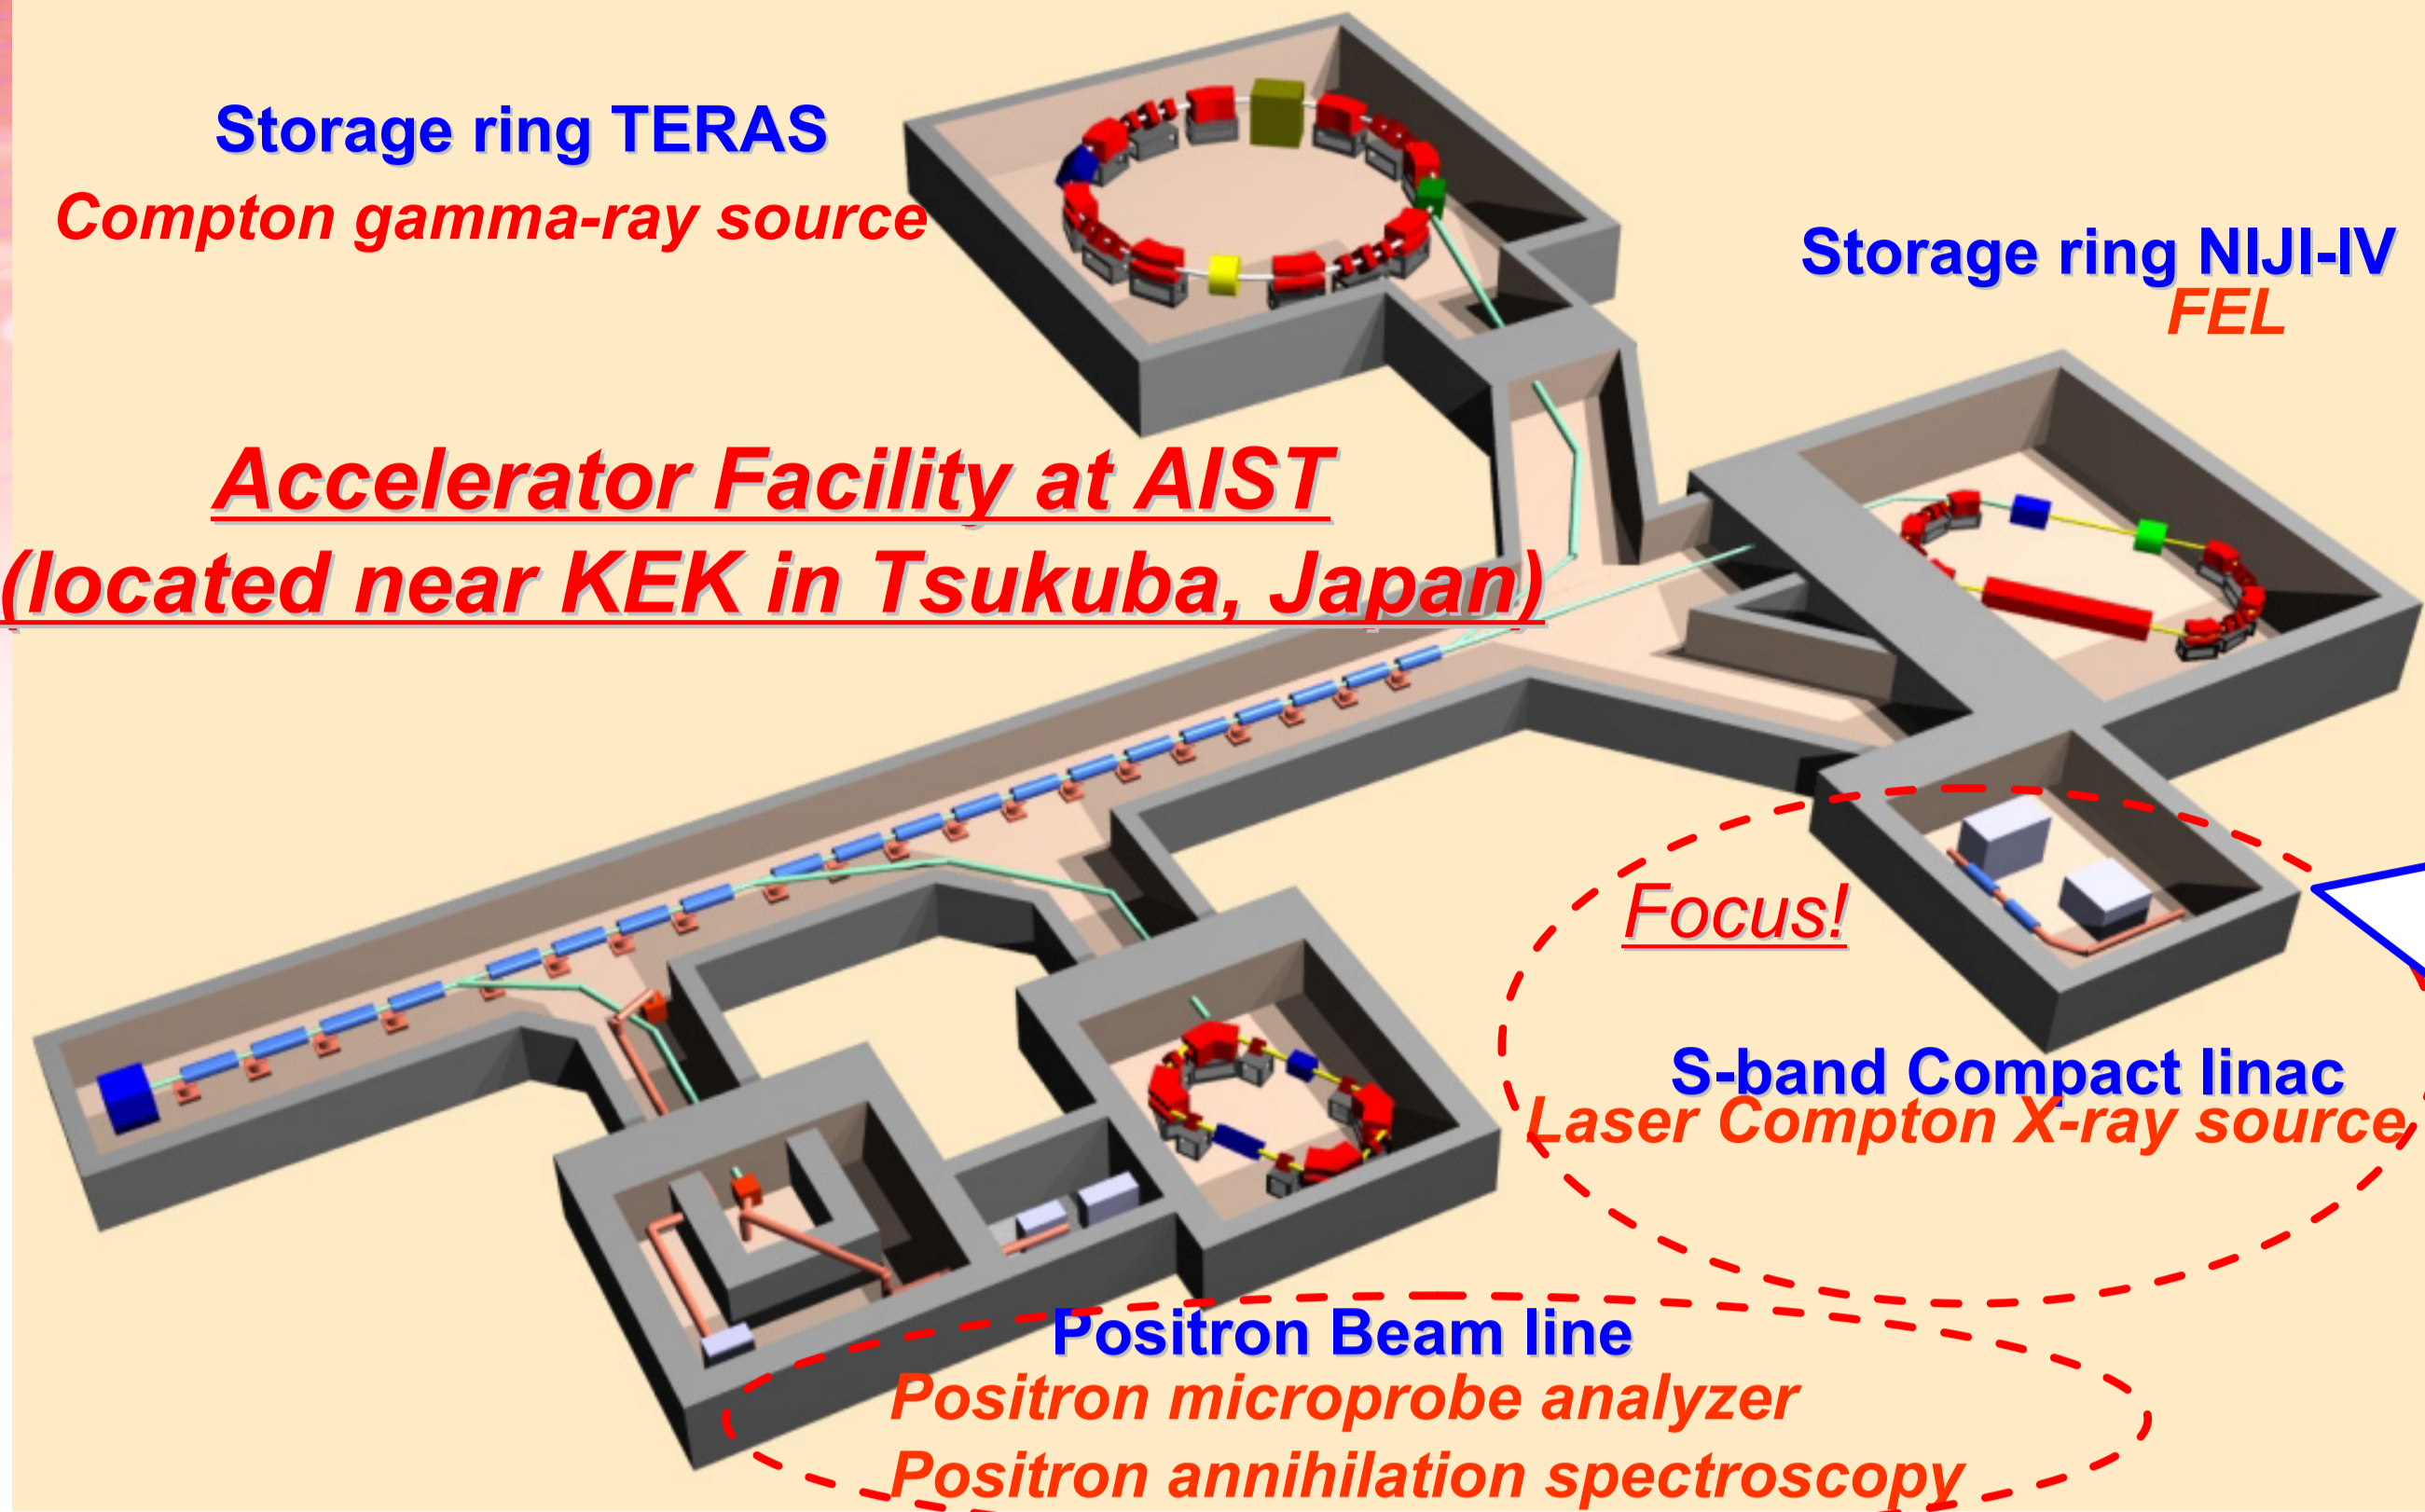 Storage ring TERAS
Compton gamma-ray source
Storage ring NIJI-IV
FEL
Accelerator Facility at AIST
(located near KEK in Tsukuba, Japan)
Focus!
S-band Compact linac
Laser Compton X-ray source
Positron Beam line
Positron microprobe analyzer
Positron annihilation spectroscopy